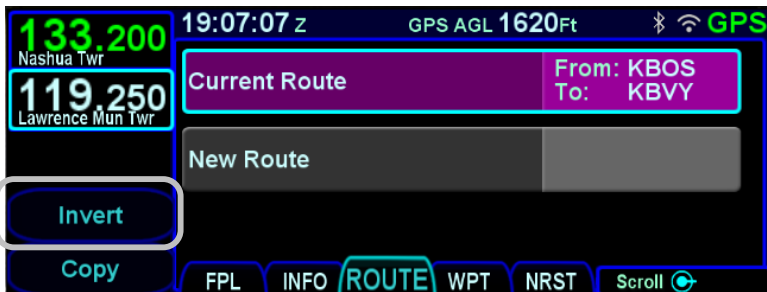 133.200
Nashua Twr
119.250
Lawrence Mun Twr
Invert
Copy
19:07:07 Z GPS AGL 1620Ft GPS
Current Route
From: KBOS
To: KBVY
New Route
FPL INFO ROUTE WPT NRST Scroll